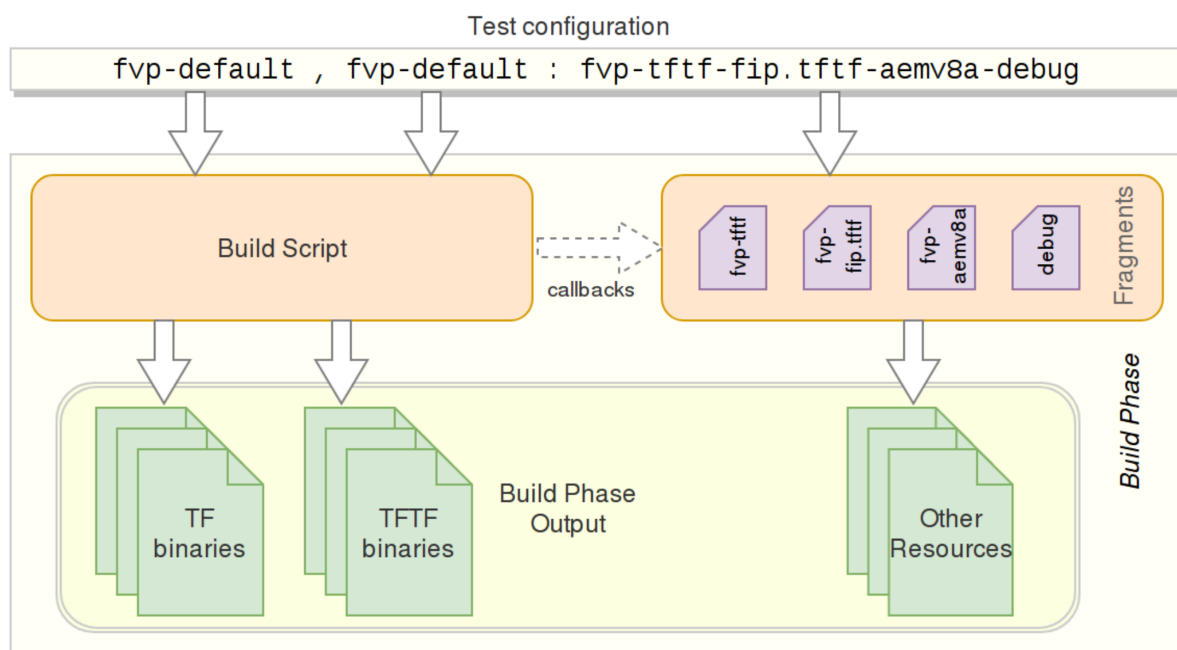 Test configuration
fvp-default , fvp-default : fvp-tftf-fip.tftf-aemv8a-debug
Build Script
callbacks
fvp-tftf
fvp-
fip.tftf
fvp-
aemv8a
debug
Fragments
Build Phase
TF
binaries
TFTF
binaries
Build Phase
Output
Other
Resources